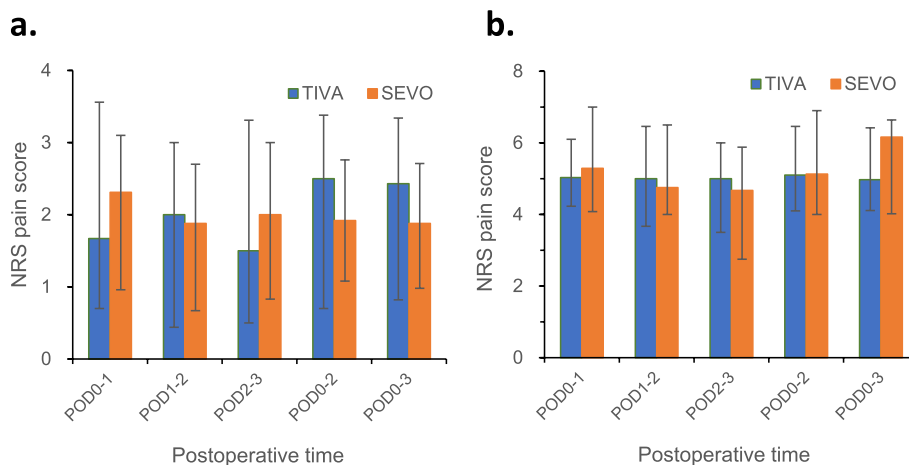 a.
4
3
2
1
0
NRS pain score
TIVA SEVO
POD0-1 POD1-2 POD2-3 POD0-2 POD0-3
Postoperative time
b.
8
6
4
2
0
NRS pain score
TIVA SEVO
POD0-1 POD1-2 POD2-3 POD0-2 POD0-3
Postoperative time